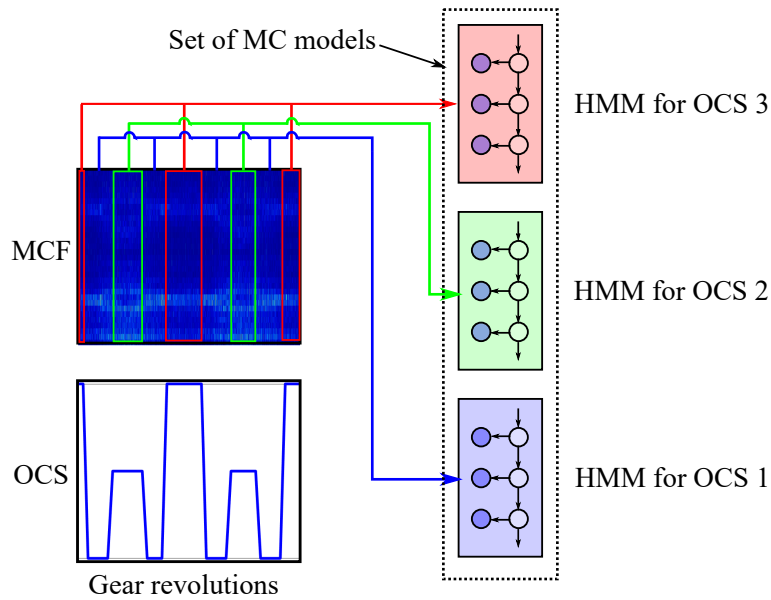 Set of MC models
HMM for OCS 3
MCF
HMM for OCS 2
OCS
HMM for OCS 1
Gear revolutions